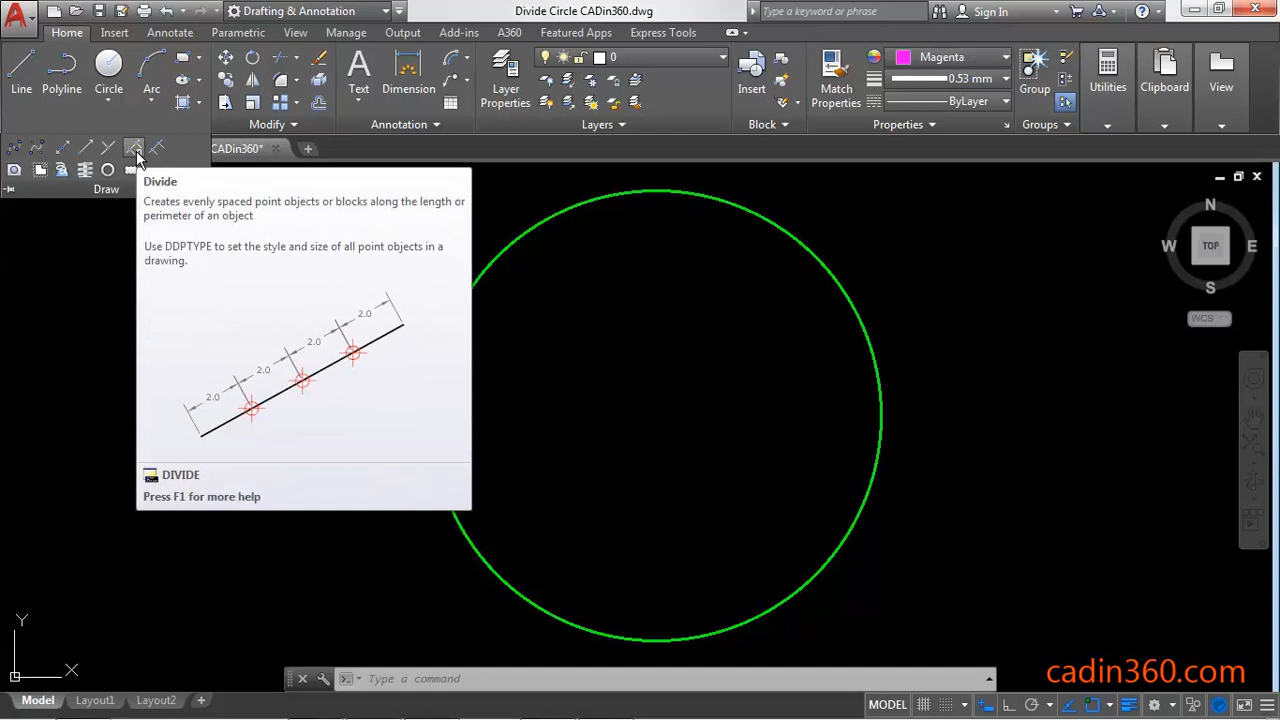 Drafting & Annotation
Divide Circle CADin360.dwg
Type a keyword or phrase
Sign In
Home
Insert
Annotate
Parametric
View
Manage
Output
Add-ins
A360
Featured Apps
Express Tools
Line
Polyline
Circle
Arc
Text
Dimension
Layer
Properties
0
Insert
Match
Properties
Magenta
0.53 mm
ByLayer
Group
Utilities
Clipboard
View
Modify
Annotation
Layers
Block
Properties
Groups
CADin360*
Draw
Divide
Creates evenly spaced point objects or blocks along the length or
perimeter of an object
Use DDPTYPE to set the style and size of all point objects in a
drawing.
2.0
2.0
2.0
2.0
DIVIDE
Press F1 for more help
N
W
TOP
E
S
WCS
Y
X
Type a command
cadin360.com
Model
Layout1
Layout2
MODEL